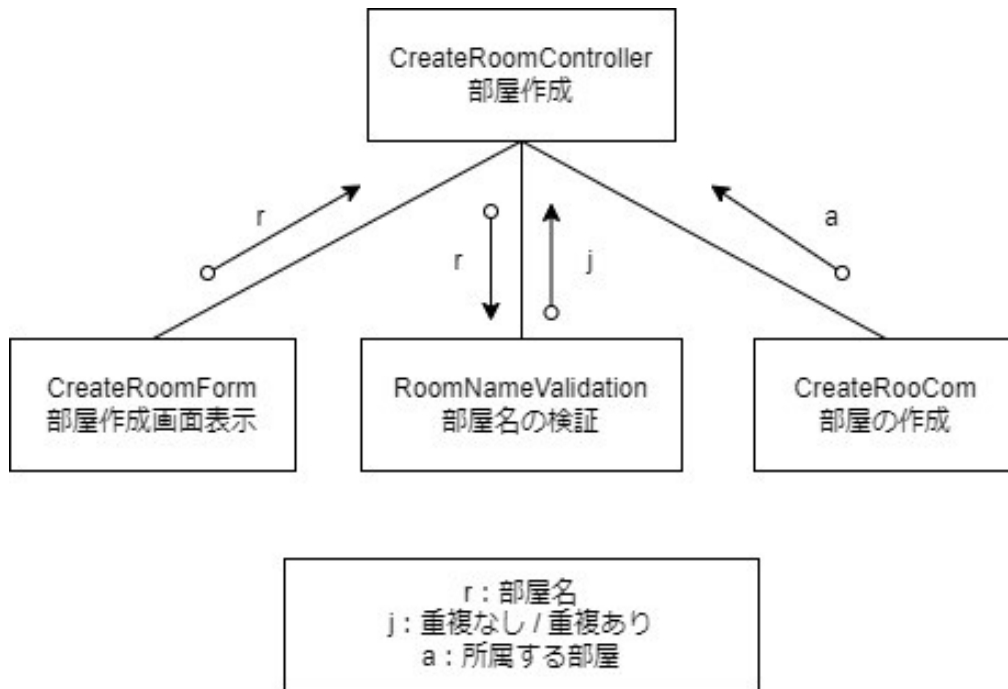 CreateRoomController
部屋作成
r
r
j
a
CreateRoomForm
部屋作成画面表示
RoomNameValidation
部屋名の検証
CreateRooCom
部屋の作成
r：部屋名
j：重複なし / 重複あり
a：所属する部屋